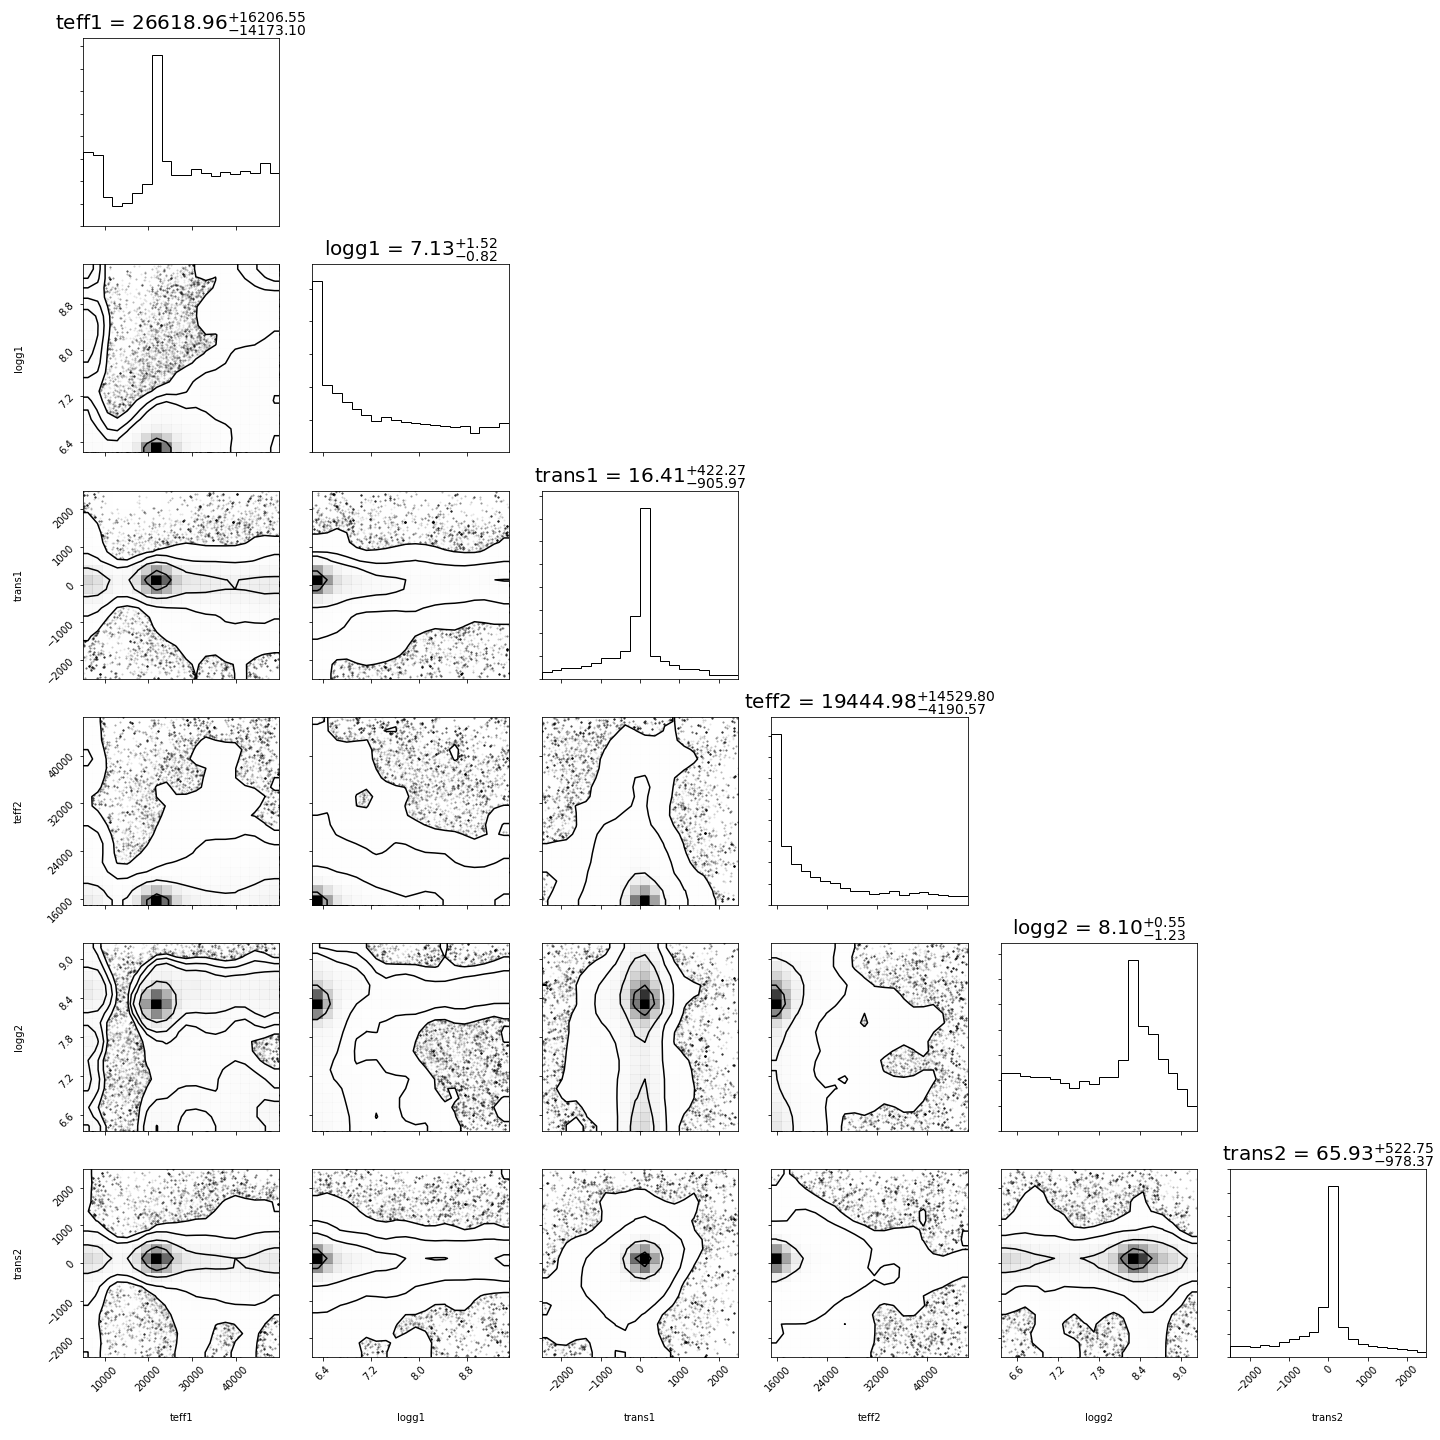 teff1 = 26618.96+16206.55−14173.10
logg1 = 7.13+1.52−0.82
8.8
8.0
7.2
6.4
logg1
trans1 = 16.41+422.27−905.97
2000
1000
0
−1000
−2000
trans1
teff2 = 19444.98+14529.80−4190.57
40000
32000
24000
16000
teff2
logg2 = 8.10+0.55−1.23
9.0
8.4
7.8
7.2
6.6
logg2
trans2 = 65.93+522.75−978.37
2000
1000
0
−1000
−2000
trans2
10000 20000 30000 40000 6.4 7.2 8.0 8.8 −2000 −1000 0 1000 2000 16000 24000 32000 40000 6.6 7.2 7.8 8.4 9.0 −2000 −1000 0 1000 2000
teff1 logg1 trans1 teff2 logg2 trans2